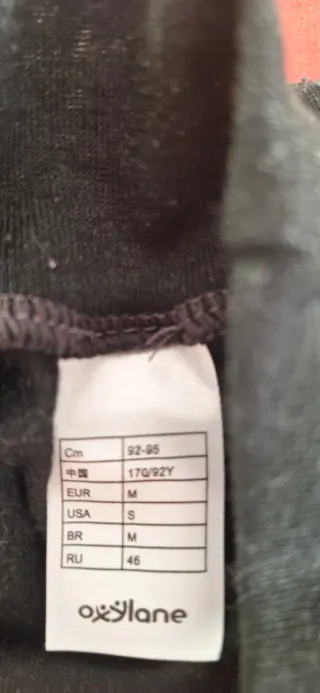 Cm 92-95
中国 170/92Y
EUR M
USA S
BR M
RU 46
oxylane